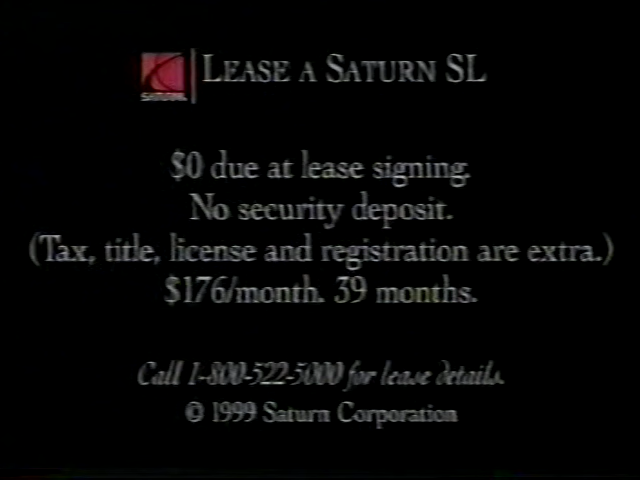 SATURN.
LEASE A SATURN SL
$0 due at lease signing.
No security deposit.
(Tax, title, license and registration are extra.)
$176/month. 39 months.
Call 1-800-522-5000 for lease details.
© 1999 Saturn Corporation